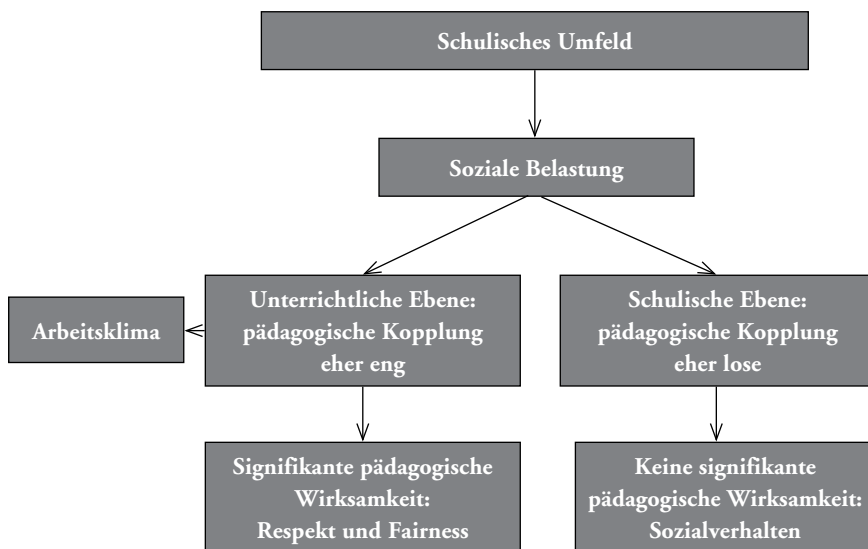 Schulisches Umfeld
Soziale Belastung
Arbeitsklima
Unterrichtliche Ebene:
pädagogische Kopplung
eher eng
Schulische Ebene:
pädagogische Kopplung
eher lose
Signifikante pädagogische
Wirksamkeit:
Respekt und Fairness
Keine signifikante
pädagogische Wirksamkeit:
Sozialverhalten